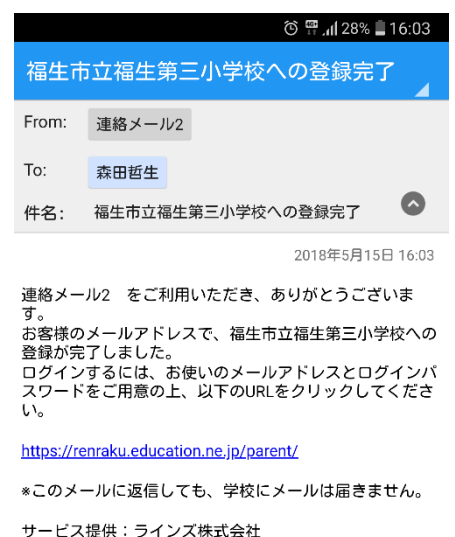 28% 16:03
福生市立福生第三小学校への登録完了
From: 連絡メール2
To: 森田哲生
件名: 福生市立福生第三小学校への登録完了
2018年5月15日 16:03
連絡メール2　をご利用いただき、ありがとうございま
す。
お客様のメールアドレスで、福生市立福生第三小学校への
登録が完了しました。
ログインするには、お使いのメールアドレスとログインパ
スワードをご用意の上、以下のURLをクリックしてくださ
い。
https://renraku.education.ne.jp/parent/
*このメールに返信しても、学校にメールは届きません。
サービス提供：ラインズ株式会社